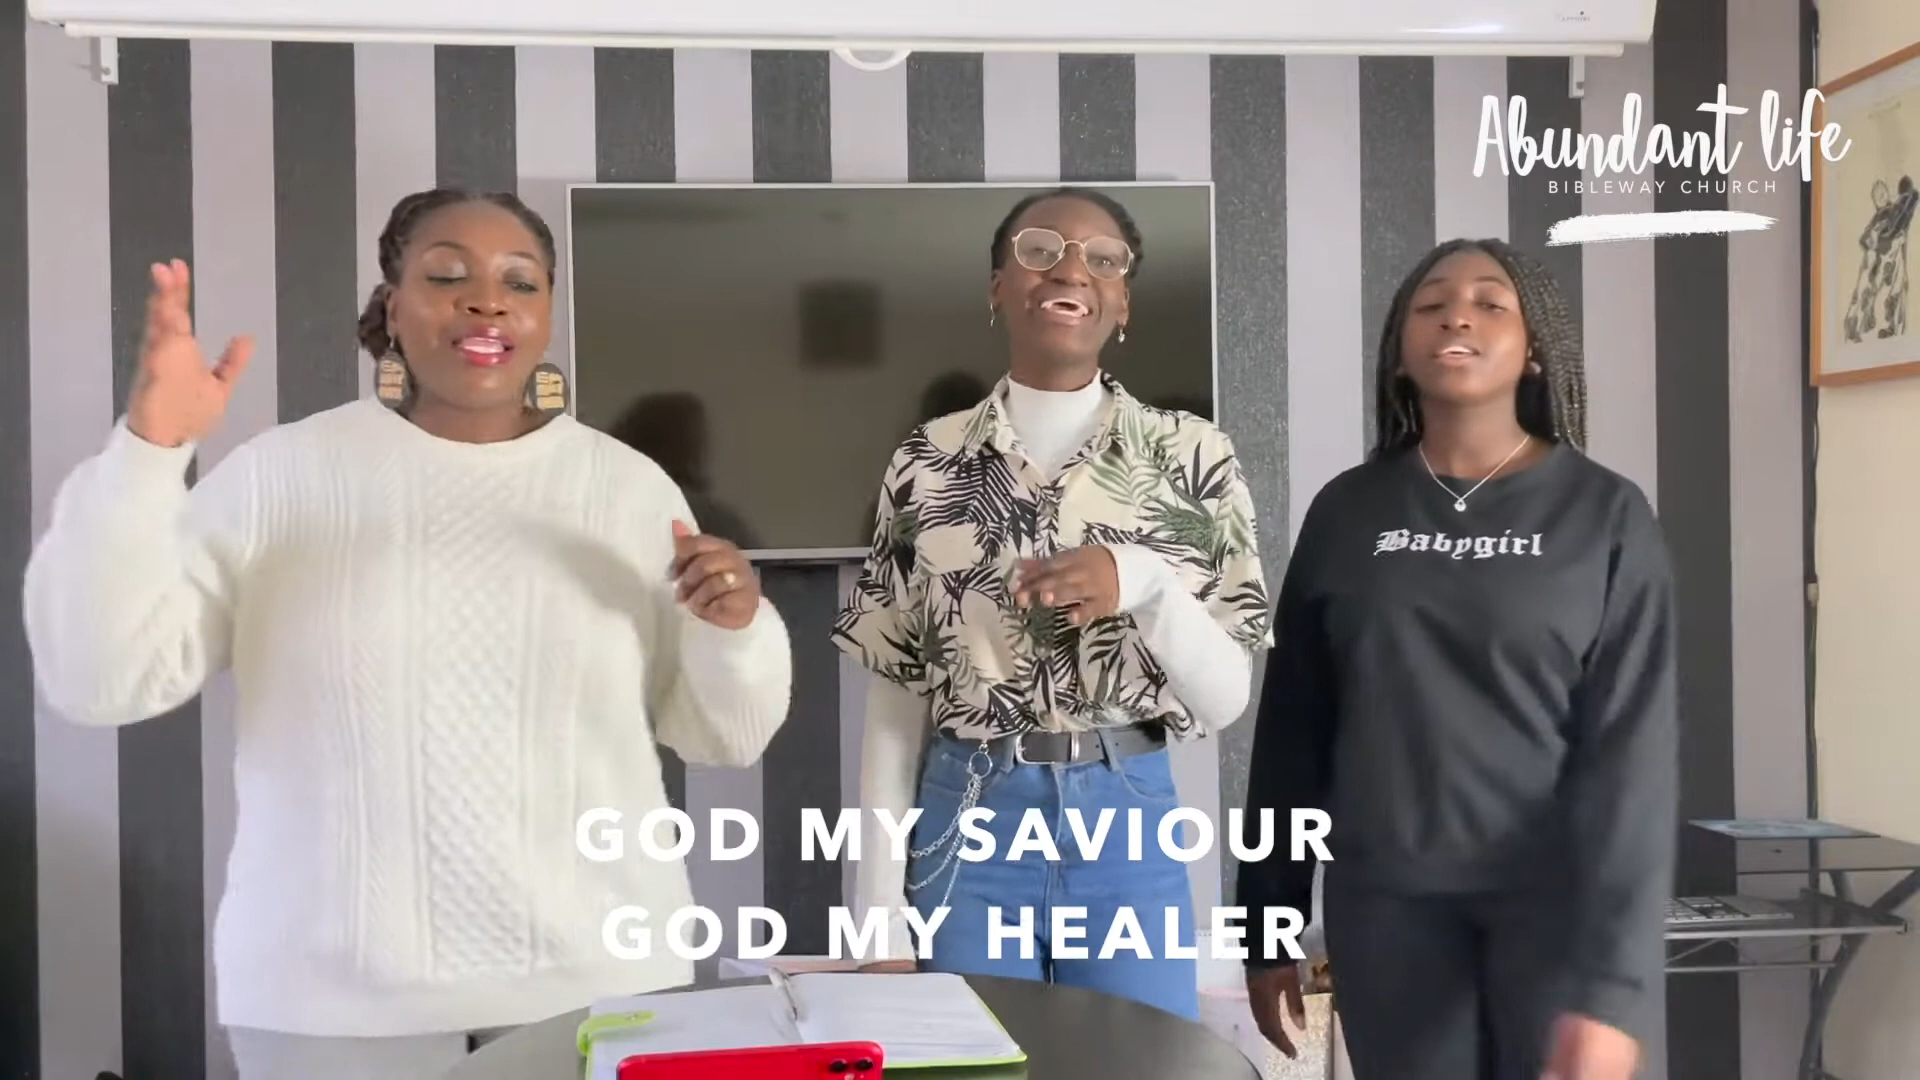 Abundant life
BIBLEWAY CHURCH
Babygirl
GOD MY SAVIOUR
GOD MY HEALER